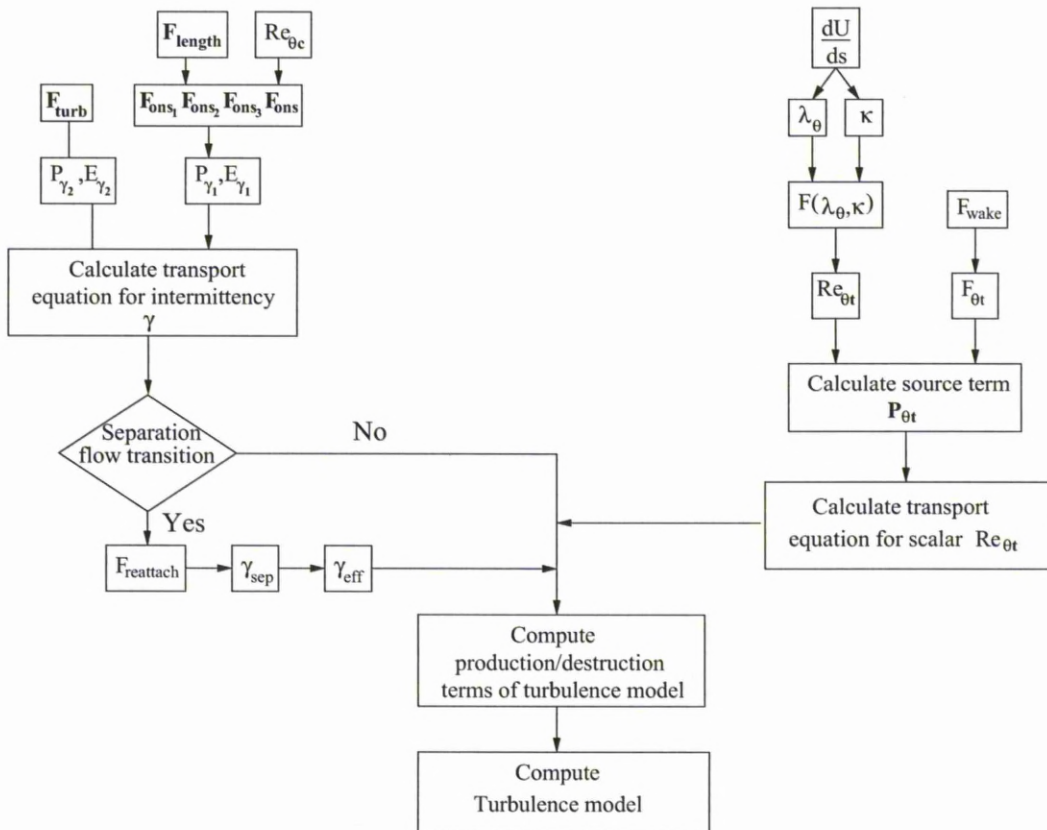 F_length
Re_θc
F_turb
F_ons₁ F_ons₂ F_ons₃ F_ons
P_γ₂,E_γ₂
P_γ₁,E_γ₁
Calculate transport
equation for intermittency
γ
Separation
flow transition
No
Yes
F_reattach
γ_sep
γ_eff
dU
ds
λ_θ
κ
F(λ_θ,κ)
F_wake
Re_θt
F_θt
Calculate source term
P_θt
Calculate transport
equation for scalar Re_θt
Compute
production/destruction
terms of turbulence model
Compute
Turbulence model